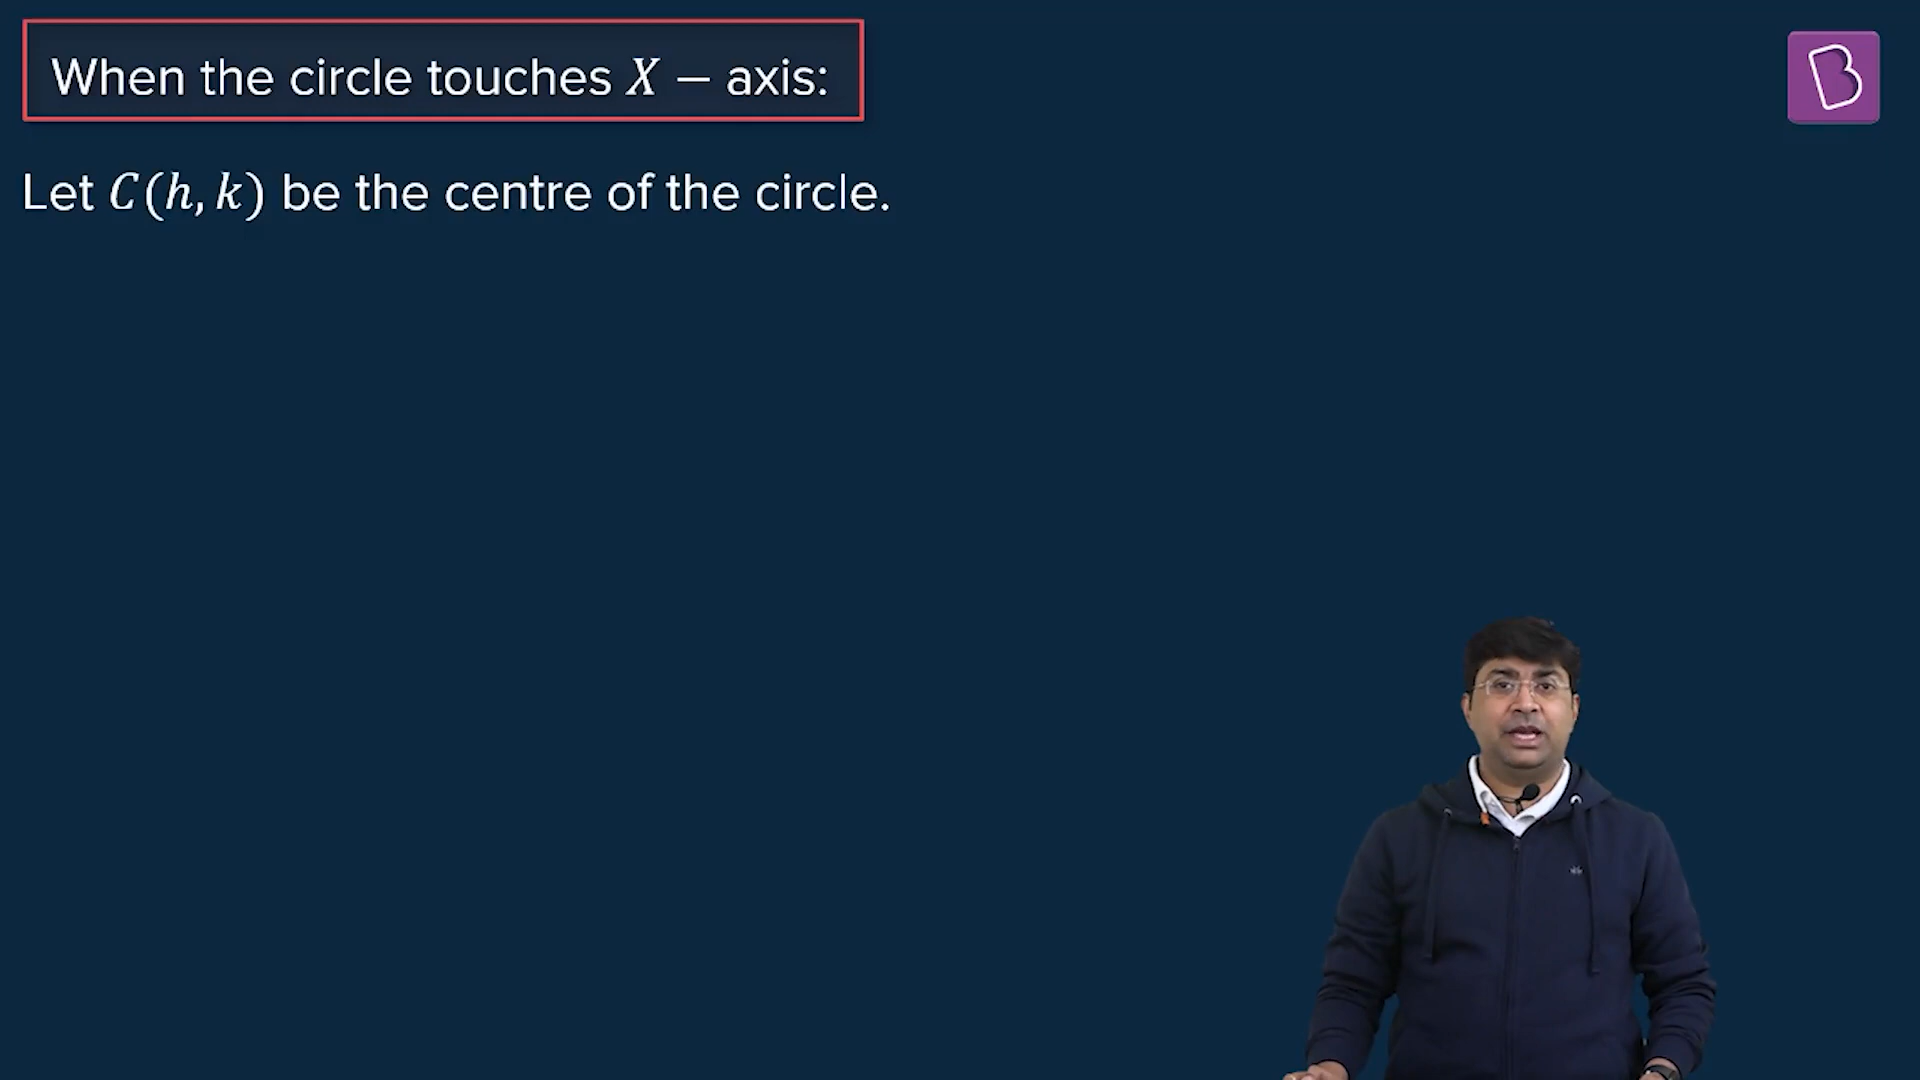 When the circle touches X – axis:
Let C(h, k) be the centre of the circle.